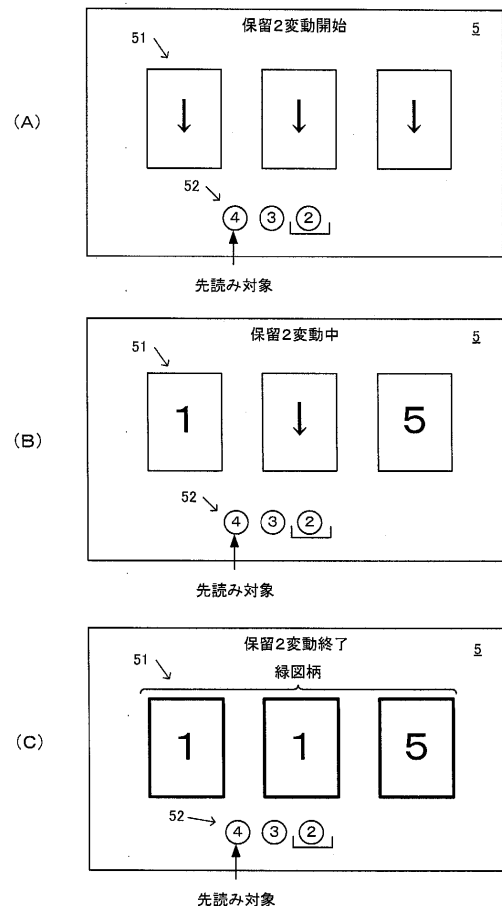 保留2変動開始
5
51
(A)
↓ ↓ ↓
52
④ ③ ②
先読み対象
保留2変動中
5
51
(B)
1 ↓ 5
52
④ ③ ②
先読み対象
保留2変動終了
5
51
緑図柄
(C)
1 1 5
52
④ ③ ②
先読み対象